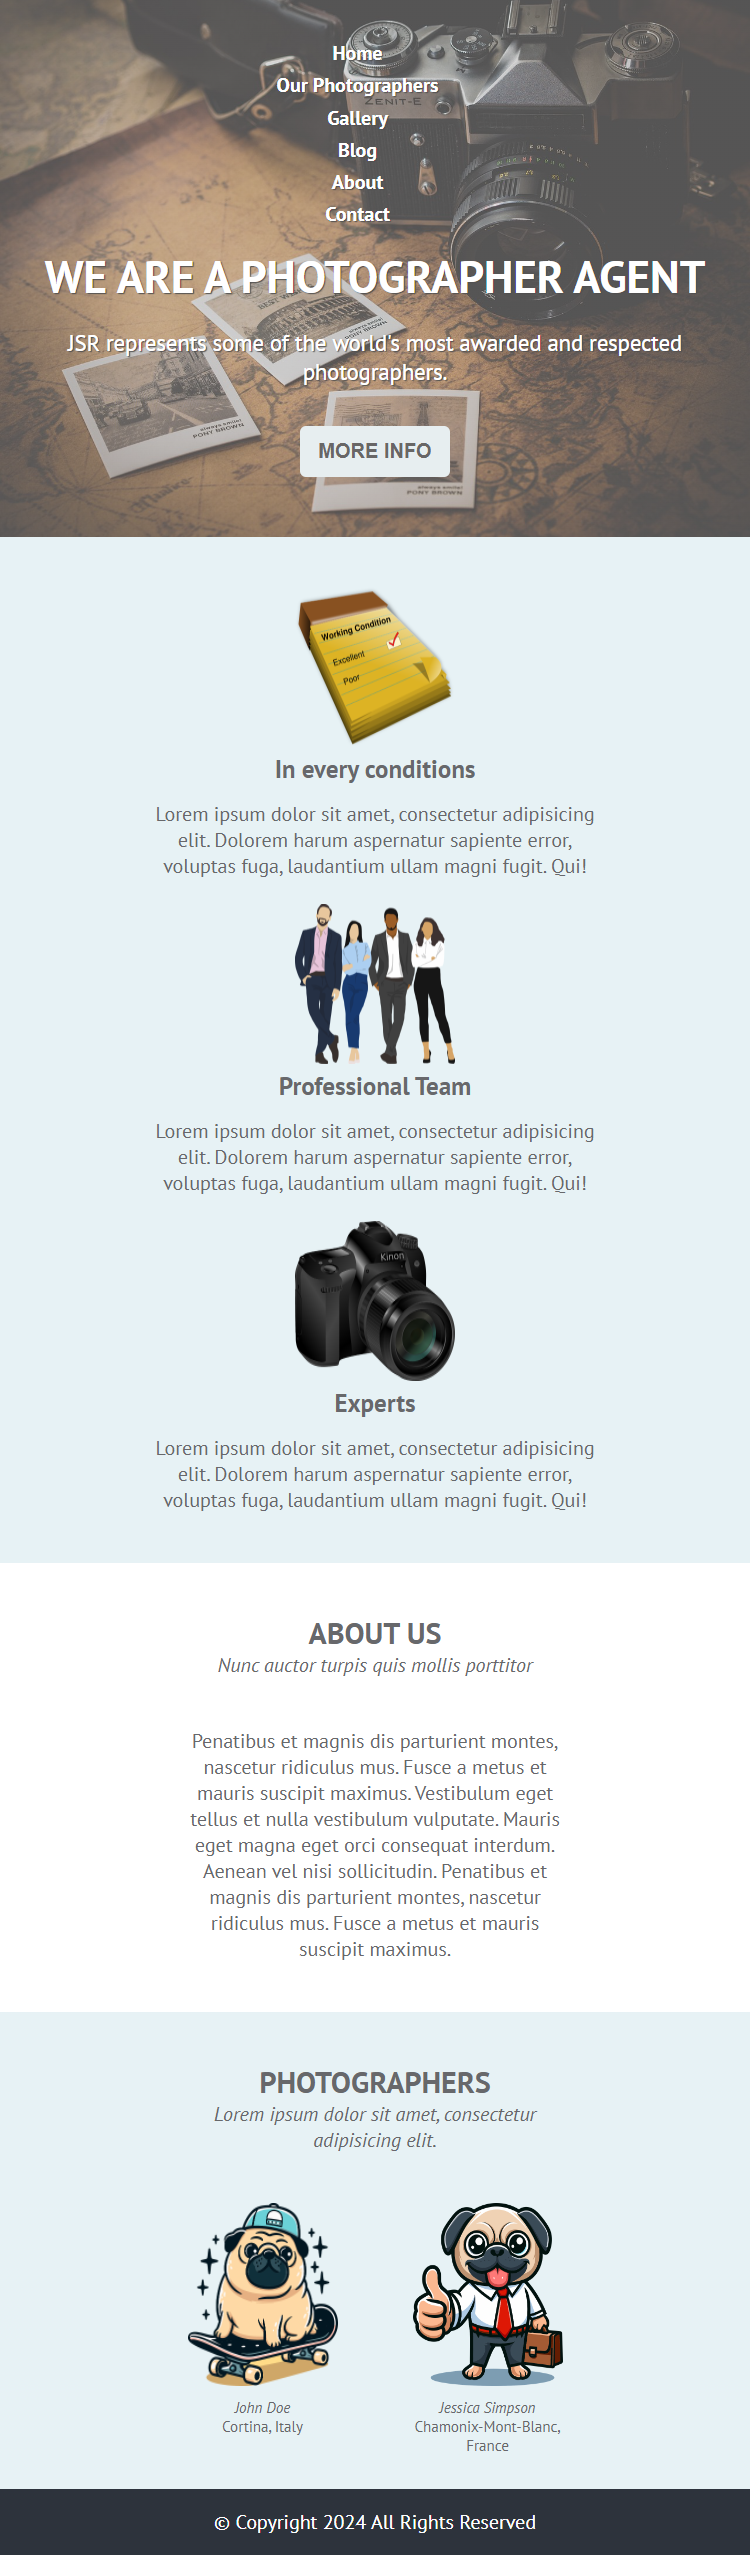 Home
Our Photographers
ZENIT-E
Gallery
Blog
About
Contact
WE ARE A PHOTOGRAPHER AGENT
JSR represents some of the world's most awarded and respected
photographers.
always smile!
PONY BROWN
MORE INFO
always smile!
PONY BROWN
Working Condition
Excellent
Poor
In every conditions
Lorem ipsum dolor sit amet, consectetur adipisicing
elit. Dolorem harum aspernatur sapiente error,
voluptas fuga, laudantium ullam magni fugit. Qui!
Professional Team
Lorem ipsum dolor sit amet, consectetur adipisicing
elit. Dolorem harum aspernatur sapiente error,
voluptas fuga, laudantium ullam magni fugit. Qui!
Kinon
Experts
Lorem ipsum dolor sit amet, consectetur adipisicing
elit. Dolorem harum aspernatur sapiente error,
voluptas fuga, laudantium ullam magni fugit. Qui!
ABOUT US
Nunc auctor turpis quis mollis porttitor
Penatibus et magnis dis parturient montes,
nascetur ridiculus mus. Fusce a metus et
mauris suscipit maximus. Vestibulum eget
tellus et nulla vestibulum vulputate. Mauris
eget magna eget orci consequat interdum.
Aenean vel nisi sollicitudin. Penatibus et
magnis dis parturient montes, nascetur
ridiculus mus. Fusce a metus et mauris
suscipit maximus.
PHOTOGRAPHERS
Lorem ipsum dolor sit amet, consectetur
adipisicing elit.
John Doe
Cortina, Italy
Jessica Simpson
Chamonix-Mont-Blanc,
France
© Copyright 2024 All Rights Reserved